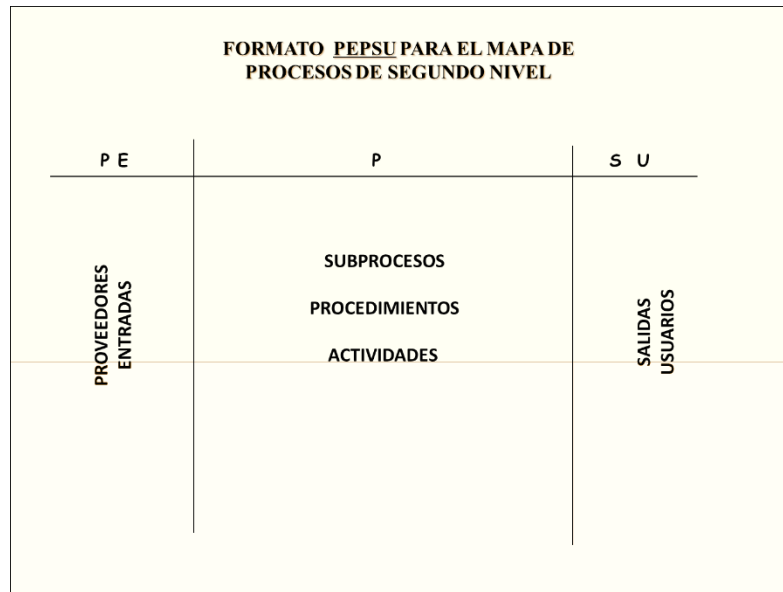 FORMATO PEPSU PARA EL MAPA DE
PROCESOS DE SEGUNDO NIVEL
P E
P
S U
PROVEEDORES
ENTRADAS
SUBPROCESOS
PROCEDIMIENTOS
ACTIVIDADES
SALIDAS
USUARIOS